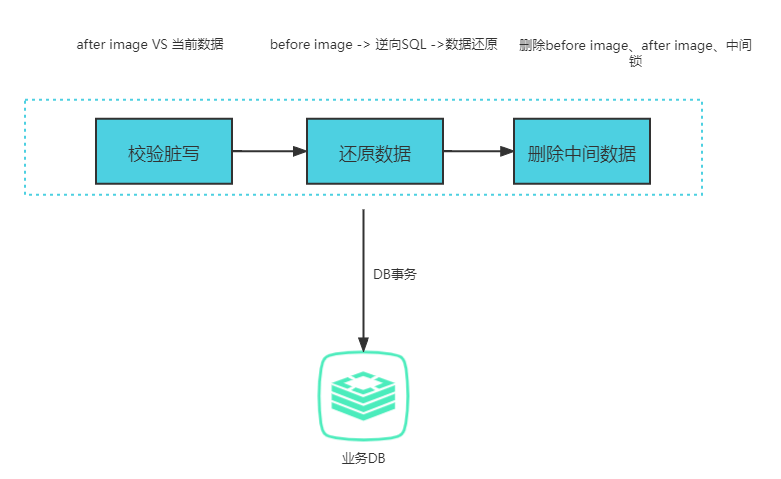 after image VS 当前数据
before image -> 逆向SQL ->数据还原
删除before image、after image、中间
锁
校验脏写
还原数据
删除中间数据
DB事务
业务DB